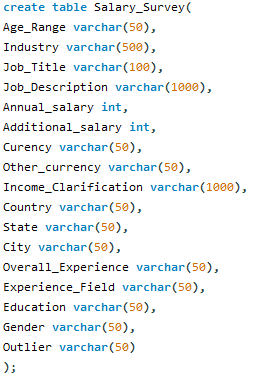 create table Salary_Survey(
Age_Range varchar(50),
Industry varchar(500),
Job_Title varchar(100),
Job_Description varchar(1000),
Annual_salary int,
Additional_salary int,
Curency varchar(50),
Other_currency varchar(50),
Income_Clarification varchar(1000),
Country varchar(50),
State varchar(50),
City varchar(50),
Overall_Experience varchar(50),
Experience_Field varchar(50),
Education varchar(50),
Gender varchar(50),
Outlier varchar(50)
);